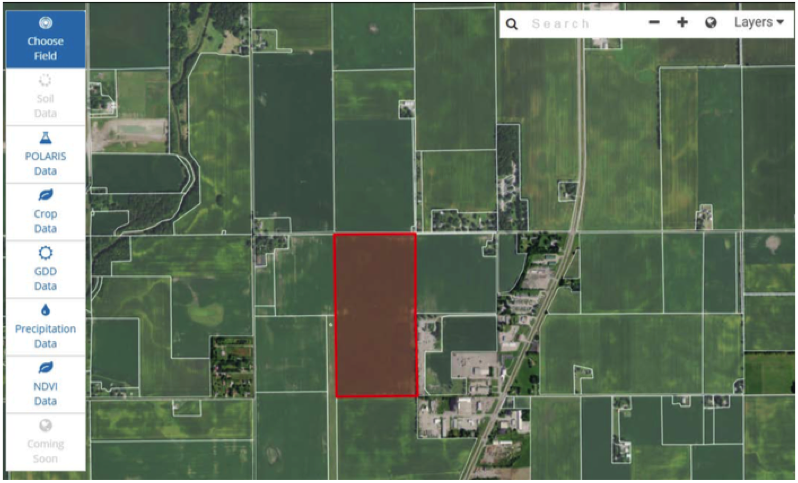 Choose
Field
Soil
Data
POLARIS
Data
Crop
Data
GDD
Data
Precipitation
Data
NDVI
Data
Coming
Soon
Search
Layers